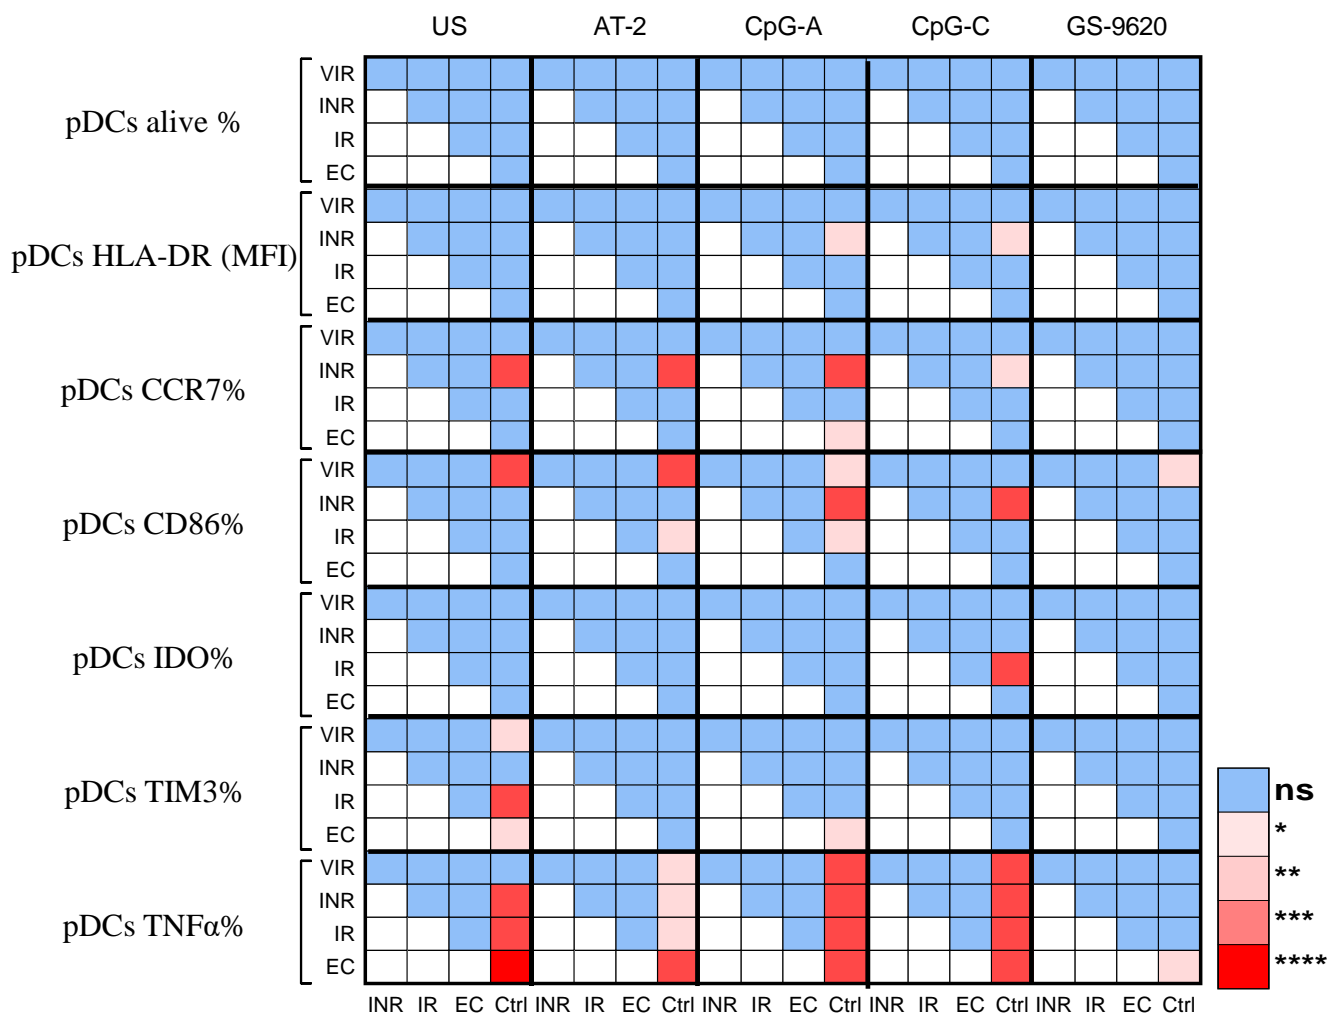 US AT-2 CpG-A CpG-C GS-9620
pDCs alive %
VIR
INR
IR
EC
pDCs HLA-DR (MFI)
VIR
INR
IR
EC
pDCs CCR7%
VIR
INR
IR
EC
pDCs CD86%
VIR
INR
IR
EC
pDCs IDO%
VIR
INR
IR
EC
pDCs TIM3%
VIR
INR
IR
EC
pDCs TNFα%
VIR
INR
IR
EC
INR IR EC Ctrl INR IR EC Ctrl INR IR EC Ctrl INR IR EC Ctrl INR IR EC Ctrl
ns
*
**
***
****